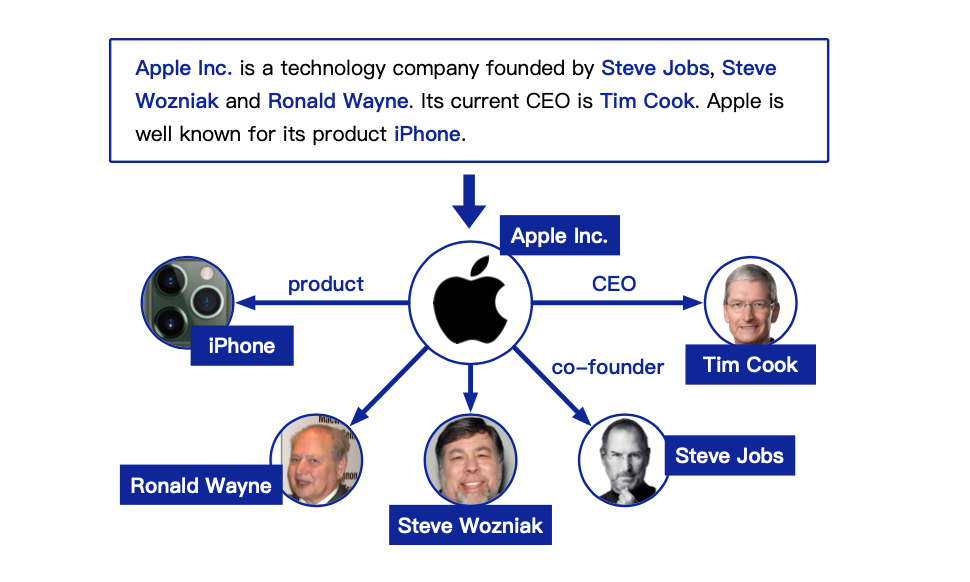 Apple Inc. is a technology company founded by Steve Jobs, Steve
Wozniak and Ronald Wayne. Its current CEO is Tim Cook. Apple is
well known for its product iPhone.
Apple Inc.
product
CEO
iPhone
Tim Cook
co-founder
Steve Jobs
Ronald Wayne
Steve Wozniak